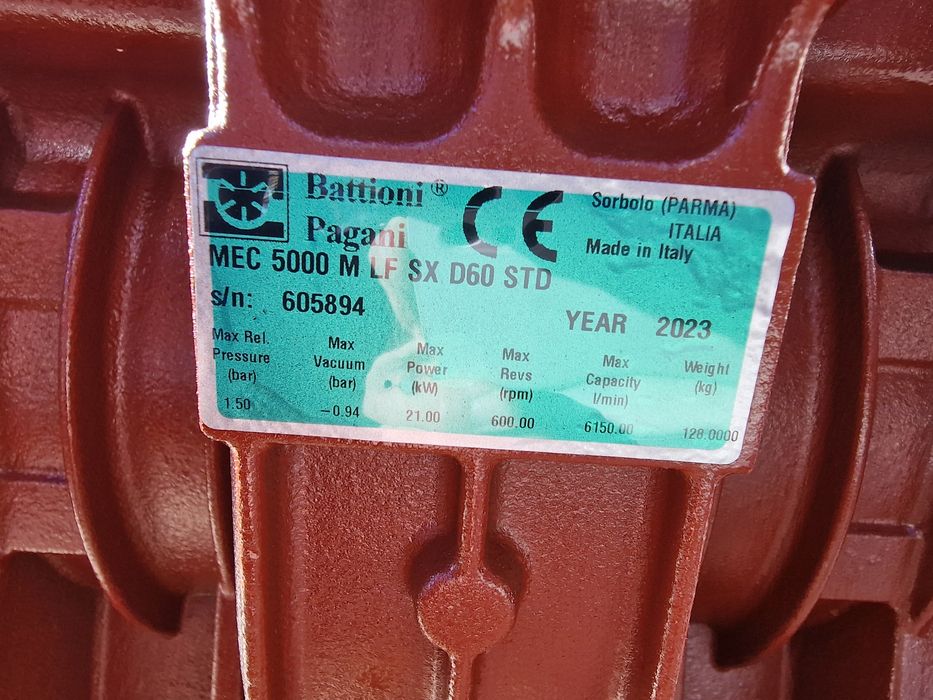 Battioni ®
Pagani
CE
Sorbolo (PARMA)
ITALIA
Made in Italy
MEC 5000 M LF SX D60 STD
s/n: 605894
YEAR 2023
Max Rel. Pressure (bar)
Max Vacuum (bar)
Max Power (kW)
Max Revs (rpm)
Max Capacity l/min)
Weight (kg)
1.50 −0.94 21.00 600.00 6150.00 128.0000